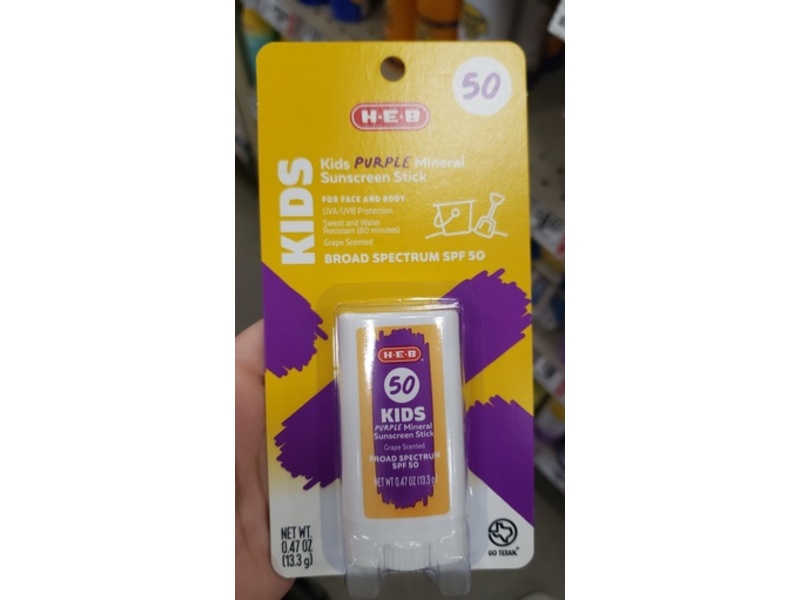 50
H-E-B
KIDS
Kids PURPLE Mineral
Sunscreen Stick
FOR FACE AND BODY
UVA/UVB Protection
Sweat and Water
Resistant (80 minutes)
Grape Scented
BROAD SPECTRUM SPF 50
H-E-B
50
KIDS
PURPLE Mineral
Sunscreen Stick
Grape Scented
BROAD SPECTRUM
SPF 50
NET WT 0.47 OZ (13.3 g)
NET WT.
0.47 OZ
(13.3 g)
GO TEXAN.